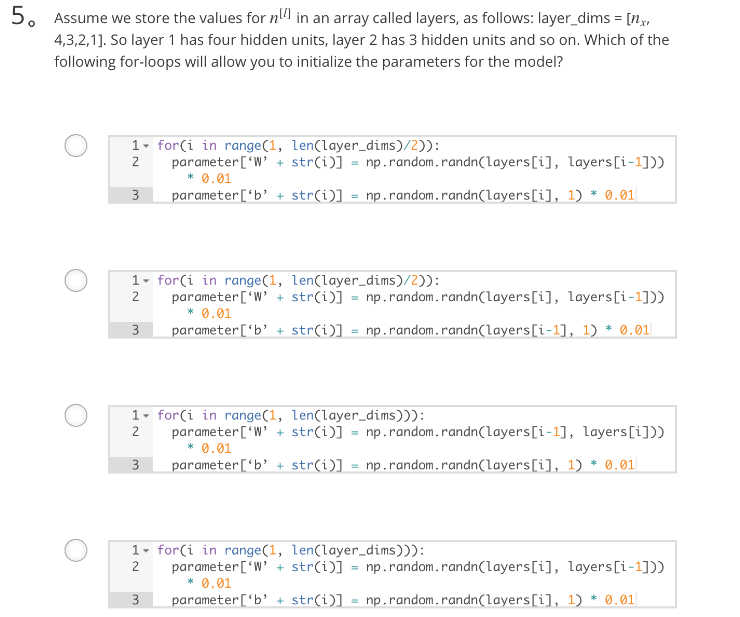 5。 Assume we store the values for n^[l] in an array called layers, as follows: layer_dims = [n_x,
4,3,2,1]. So layer 1 has four hidden units, layer 2 has 3 hidden units and so on. Which of the
following for-loops will allow you to initialize the parameters for the model?
1 for(i in range(1, len(layer_dims)/2)):
2 parameter[‘W’ + str(i)] = np.random.randn(layers[i], layers[i-1]))
* 0.01
3 parameter[‘b’ + str(i)] = np.random.randn(layers[i], 1) * 0.01
1 for(i in range(1, len(layer_dims)/2)):
2 parameter[‘W’ + str(i)] = np.random.randn(layers[i], layers[i-1]))
* 0.01
3 parameter[‘b’ + str(i)] = np.random.randn(layers[i-1], 1) * 0.01
1 for(i in range(1, len(layer_dims))):
2 parameter[‘W’ + str(i)] = np.random.randn(layers[i-1], layers[i]))
* 0.01
3 parameter[‘b’ + str(i)] = np.random.randn(layers[i], 1) * 0.01
1 for(i in range(1, len(layer_dims))):
2 parameter[‘W’ + str(i)] = np.random.randn(layers[i], layers[i-1]))
* 0.01
3 parameter[‘b’ + str(i)] = np.random.randn(layers[i], 1) * 0.01